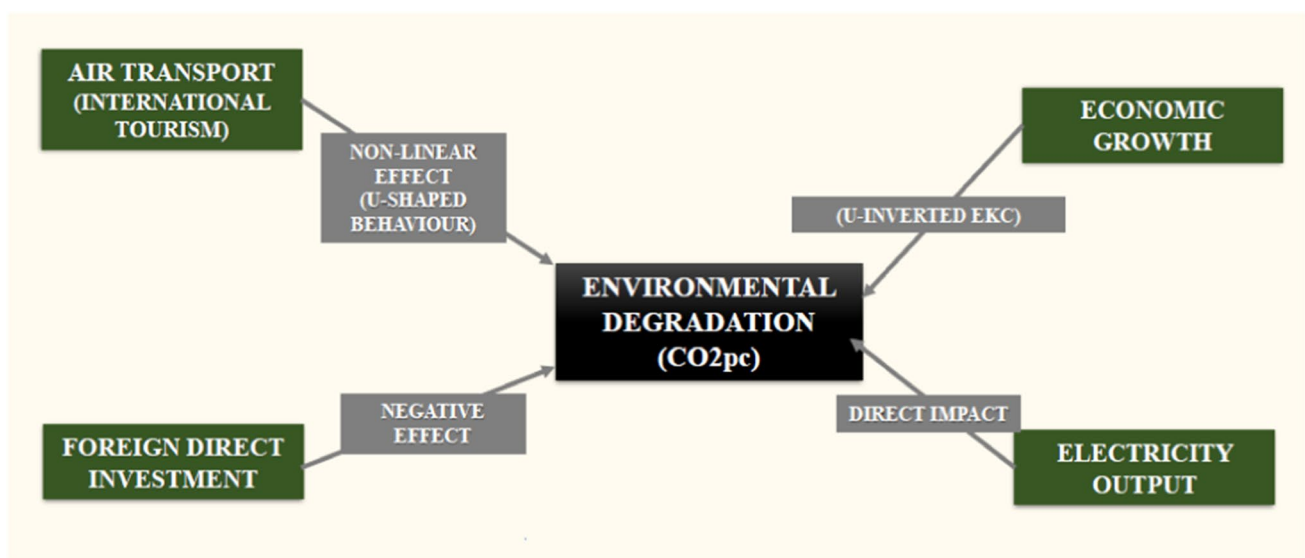 AIR TRANSPORT
(INTERNATIONAL
TOURISM)
NON-LINEAR
EFFECT
(U-SHAPED
BEHAVIOUR)
ECONOMIC
GROWTH
(U-INVERTED EKC)
ENVIRONMENTAL
DEGRADATION
(CO2pc)
NEGATIVE
EFFECT
FOREIGN DIRECT
INVESTMENT
DIRECT IMPACT
ELECTRICITY
OUTPUT